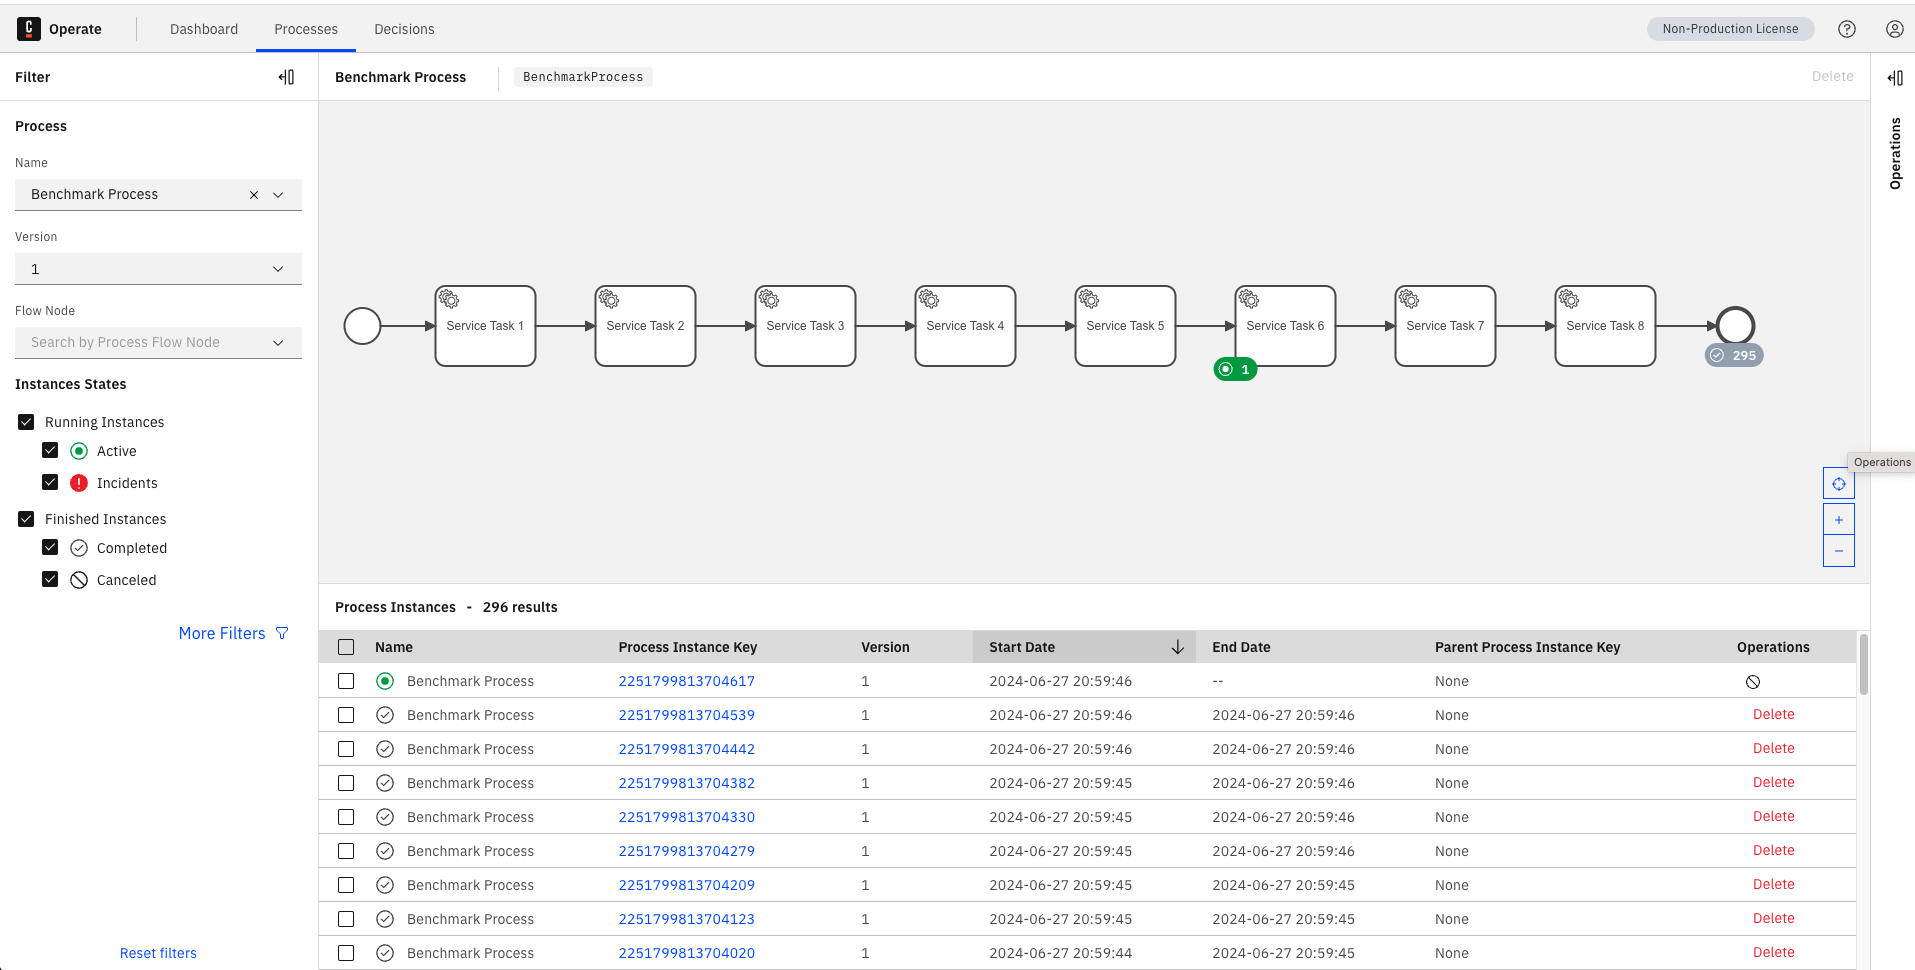 C Operate Dashboard Processes Decisions Non-Production License
Filter
Benchmark Process BenchmarkProcess Delete
Operations
Process
Name
Benchmark Process
Version
1
Flow Node
Search by Process Flow Node
Instances States
Running Instances
Active
Incidents
Finished Instances
Completed
Canceled
More Filters
Reset filters
Service Task 1 Service Task 2 Service Task 3 Service Task 4 Service Task 5 Service Task 6 Service Task 7 Service Task 8
1 295
Operations
+
−
Process Instances - 296 results
Name Process Instance Key Version Start Date End Date Parent Process Instance Key Operations
Benchmark Process 2251799813704617 1 2024-06-27 20:59:46 -- None
Benchmark Process 2251799813704539 1 2024-06-27 20:59:46 2024-06-27 20:59:46 None Delete
Benchmark Process 2251799813704442 1 2024-06-27 20:59:46 2024-06-27 20:59:46 None Delete
Benchmark Process 2251799813704382 1 2024-06-27 20:59:45 2024-06-27 20:59:46 None Delete
Benchmark Process 2251799813704330 1 2024-06-27 20:59:45 2024-06-27 20:59:46 None Delete
Benchmark Process 2251799813704279 1 2024-06-27 20:59:45 2024-06-27 20:59:46 None Delete
Benchmark Process 2251799813704209 1 2024-06-27 20:59:45 2024-06-27 20:59:45 None Delete
Benchmark Process 2251799813704123 1 2024-06-27 20:59:45 2024-06-27 20:59:45 None Delete
Benchmark Process 2251799813704020 1 2024-06-27 20:59:44 2024-06-27 20:59:45 None Delete